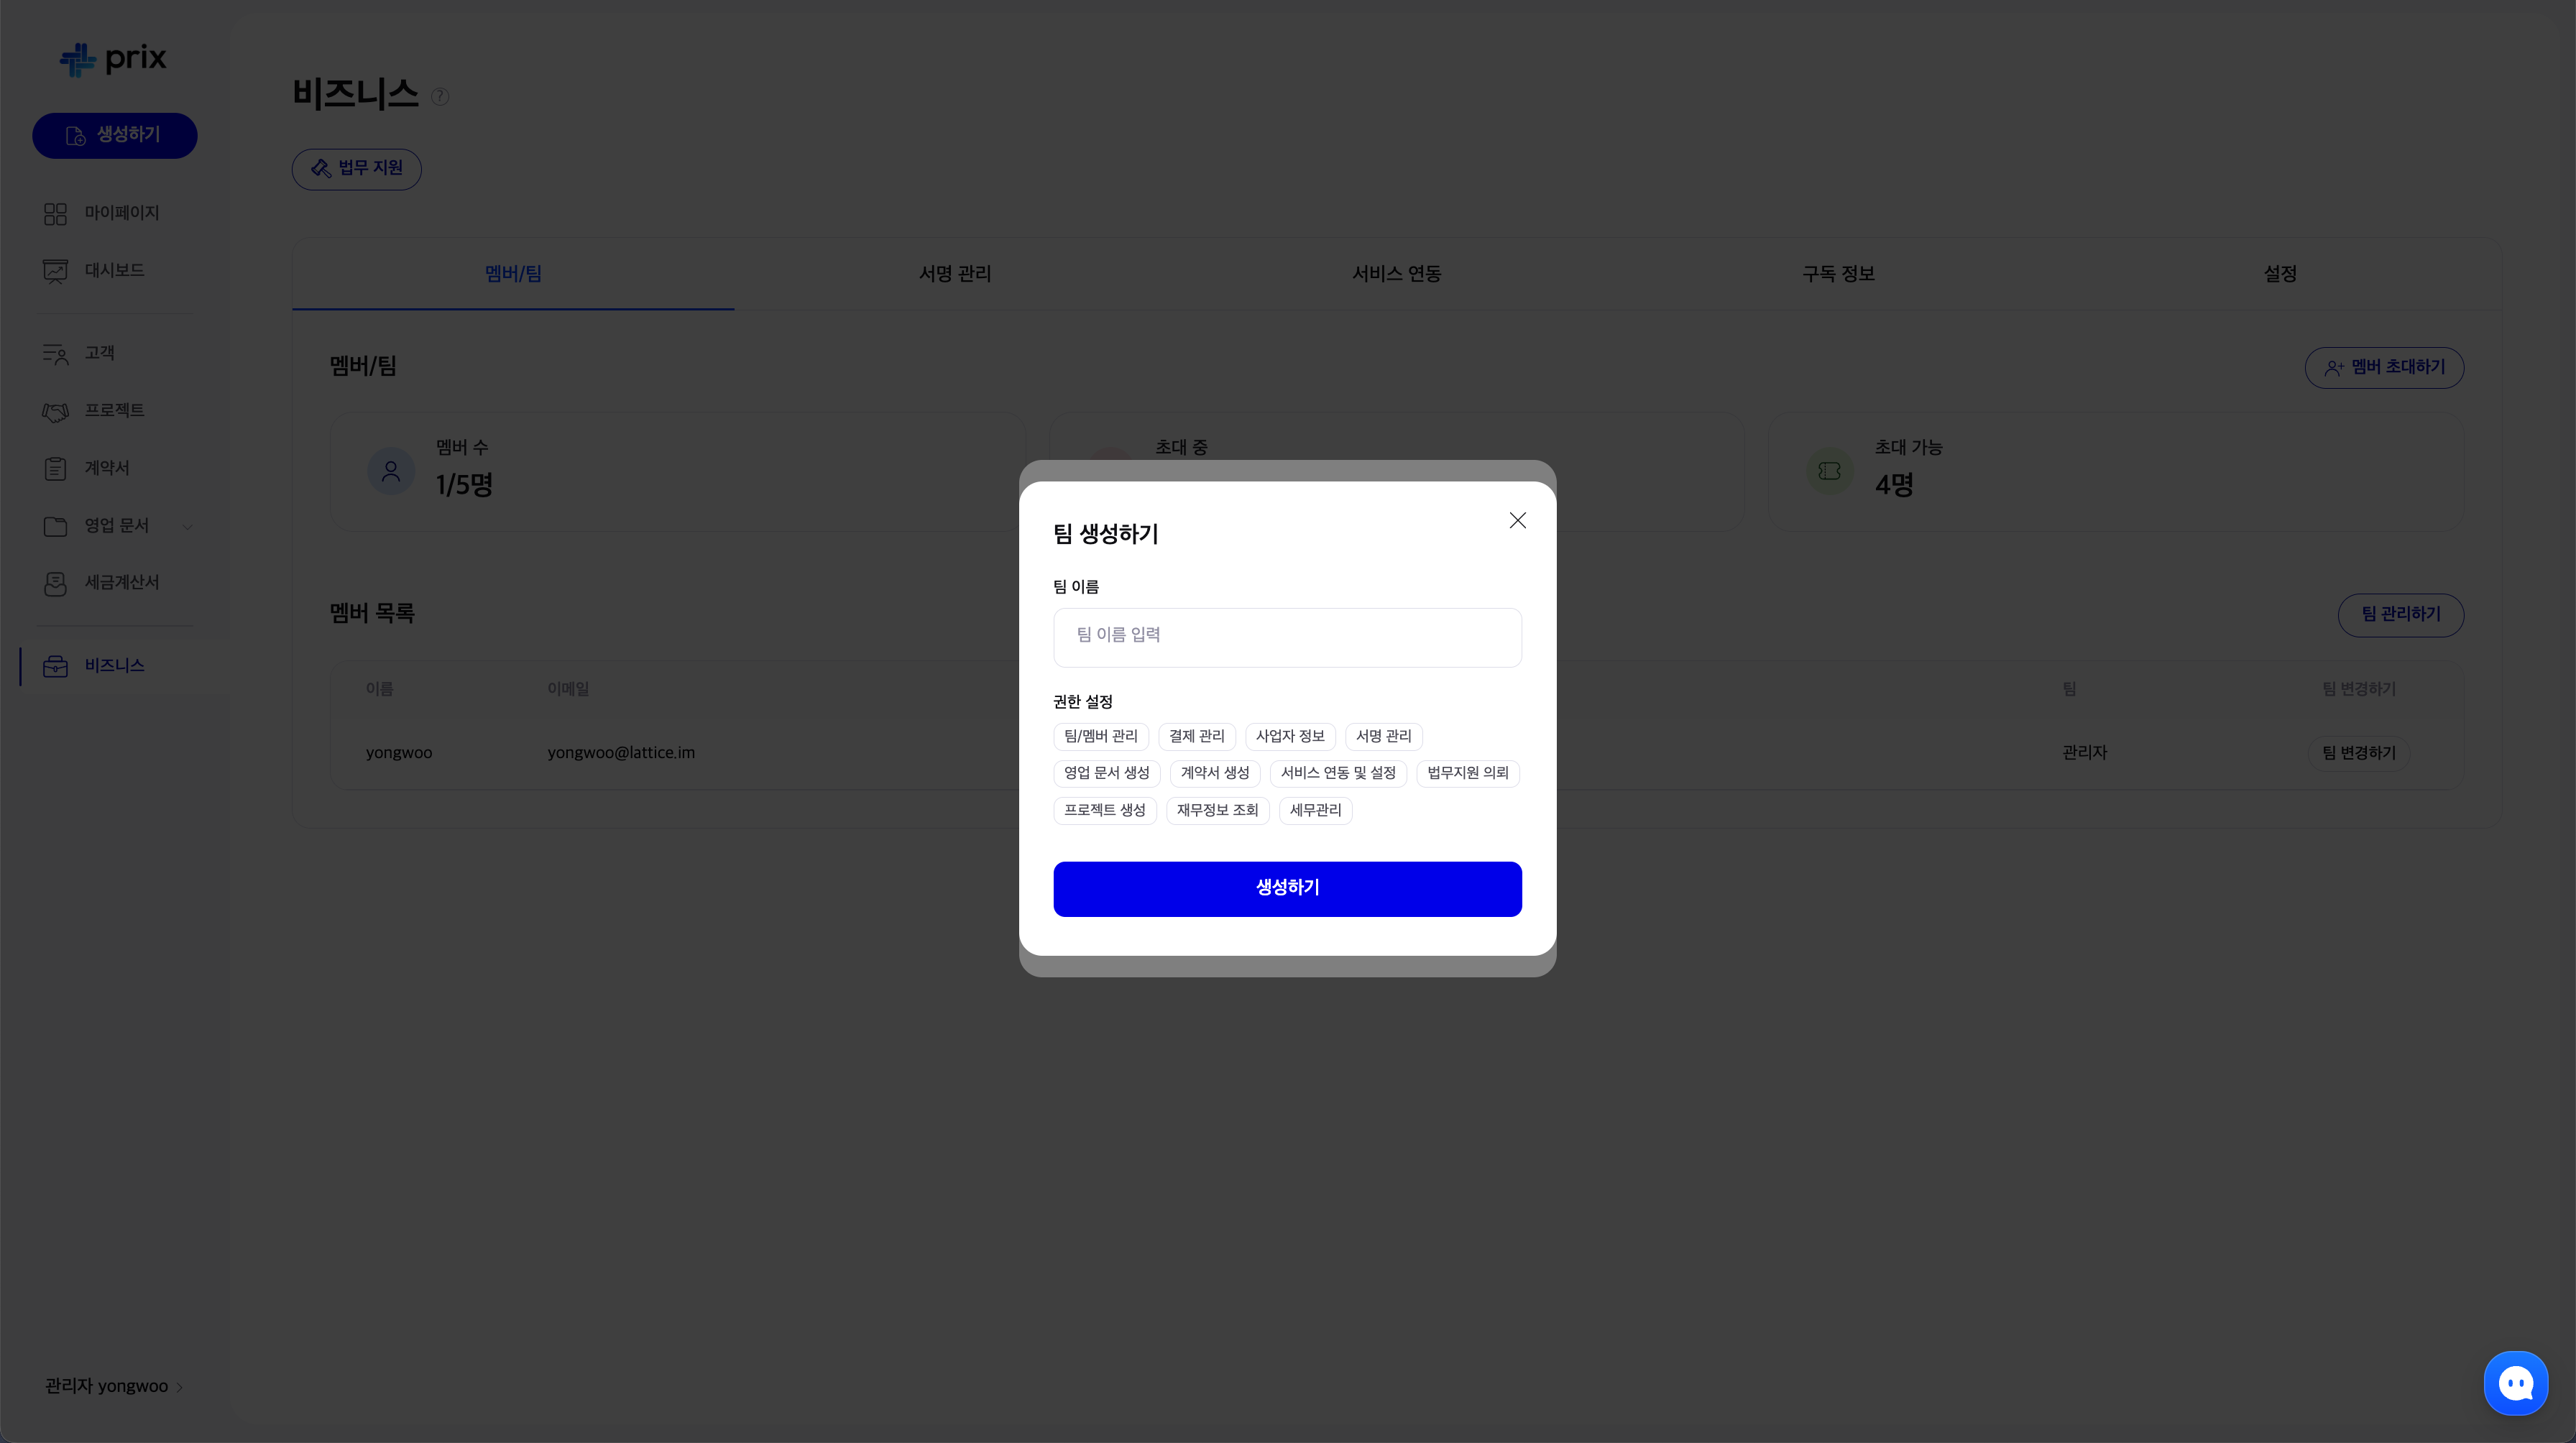 prix
생성하기
마이페이지
대시보드
고객
프로젝트
계약서
영업 문서
세금계산서
비즈니스
관리자 yongwoo
비즈니스 ?
법무 지원
멤버/팀 서명 관리 서비스 연동 구독 정보 설정
멤버/팀
멤버 초대하기
멤버 수 초대 중 초대 가능
1/5명 4명
멤버 목록
팀 관리하기
이름 이메일 팀 팀 변경하기
yongwoo yongwoo@lattice.im 관리자 팀 변경하기
팀 생성하기
팀 이름
팀 이름 입력
권한 설정
팀/멤버 관리 결제 관리 사업자 정보 서명 관리
영업 문서 생성 계약서 생성 서비스 연동 및 설정 법무지원 의뢰
프로젝트 생성 재무정보 조회 세무관리
생성하기